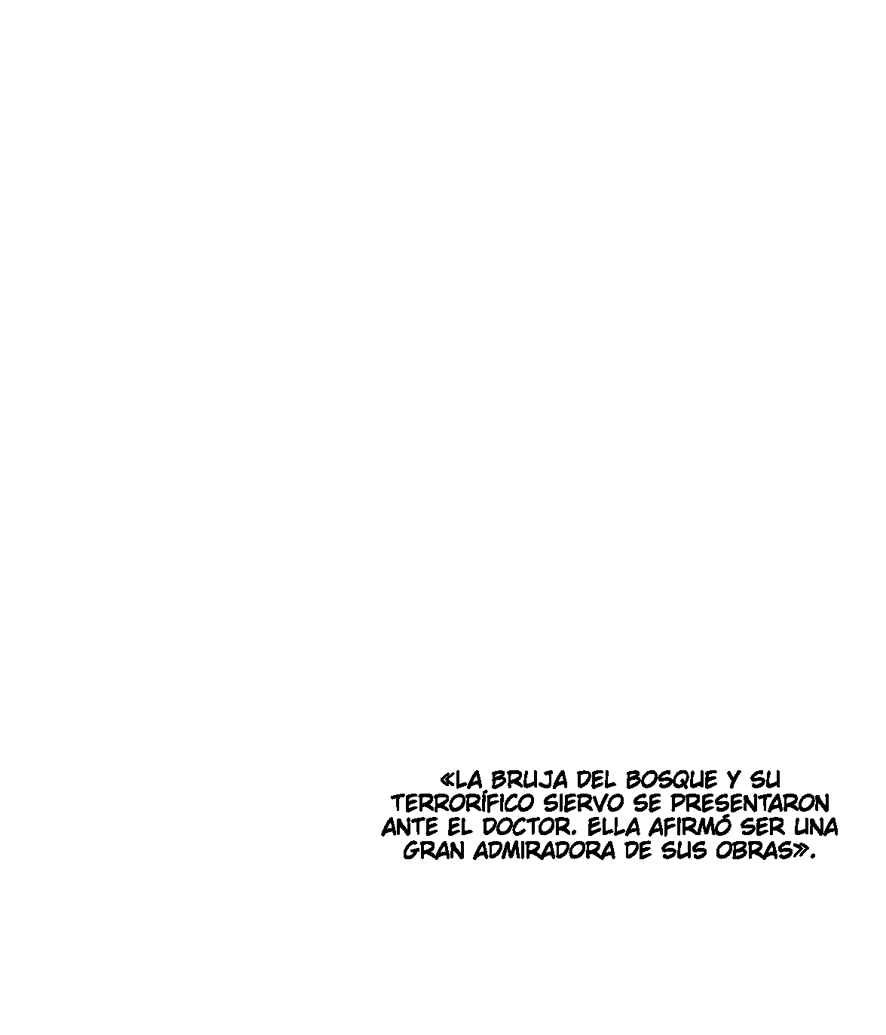 «LA BRUJA DEL BOSQUE Y SU
TERRORÍFICO SIERVO SE PRESENTARON
ANTE EL DOCTOR. ELLA AFIRMÓ SER UNA
GRAN ADMIRADORA DE SUS OBRAS».